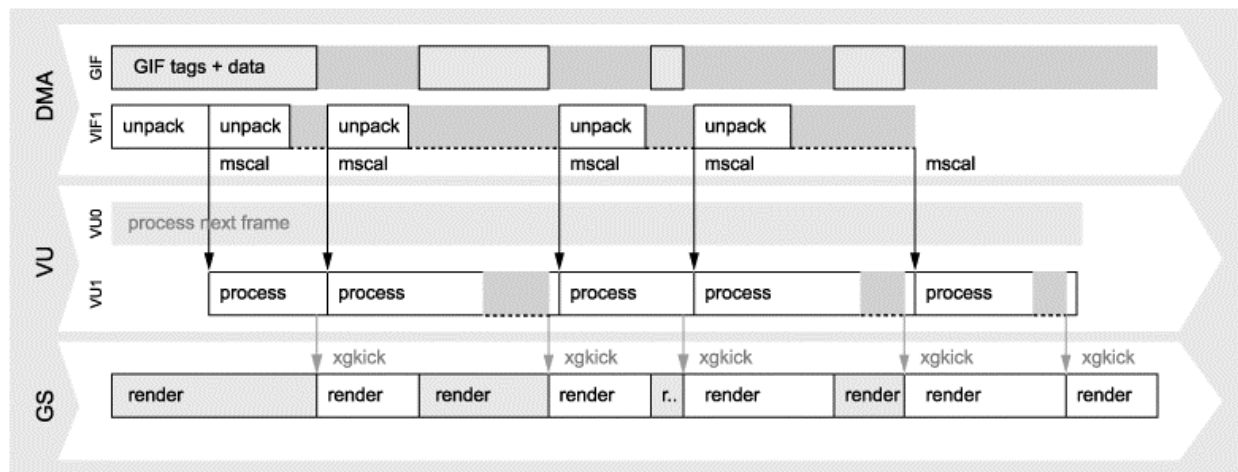 DMA
GIF
GIF tags + data
VIF1
unpack unpack unpack unpack unpack
mscal mscal mscal mscal mscal
VU
VU0
process next frame
VU1
process process process process process
xgkick xgkick xgkick xgkick xgkick
GS
render render render render r.. render render render render